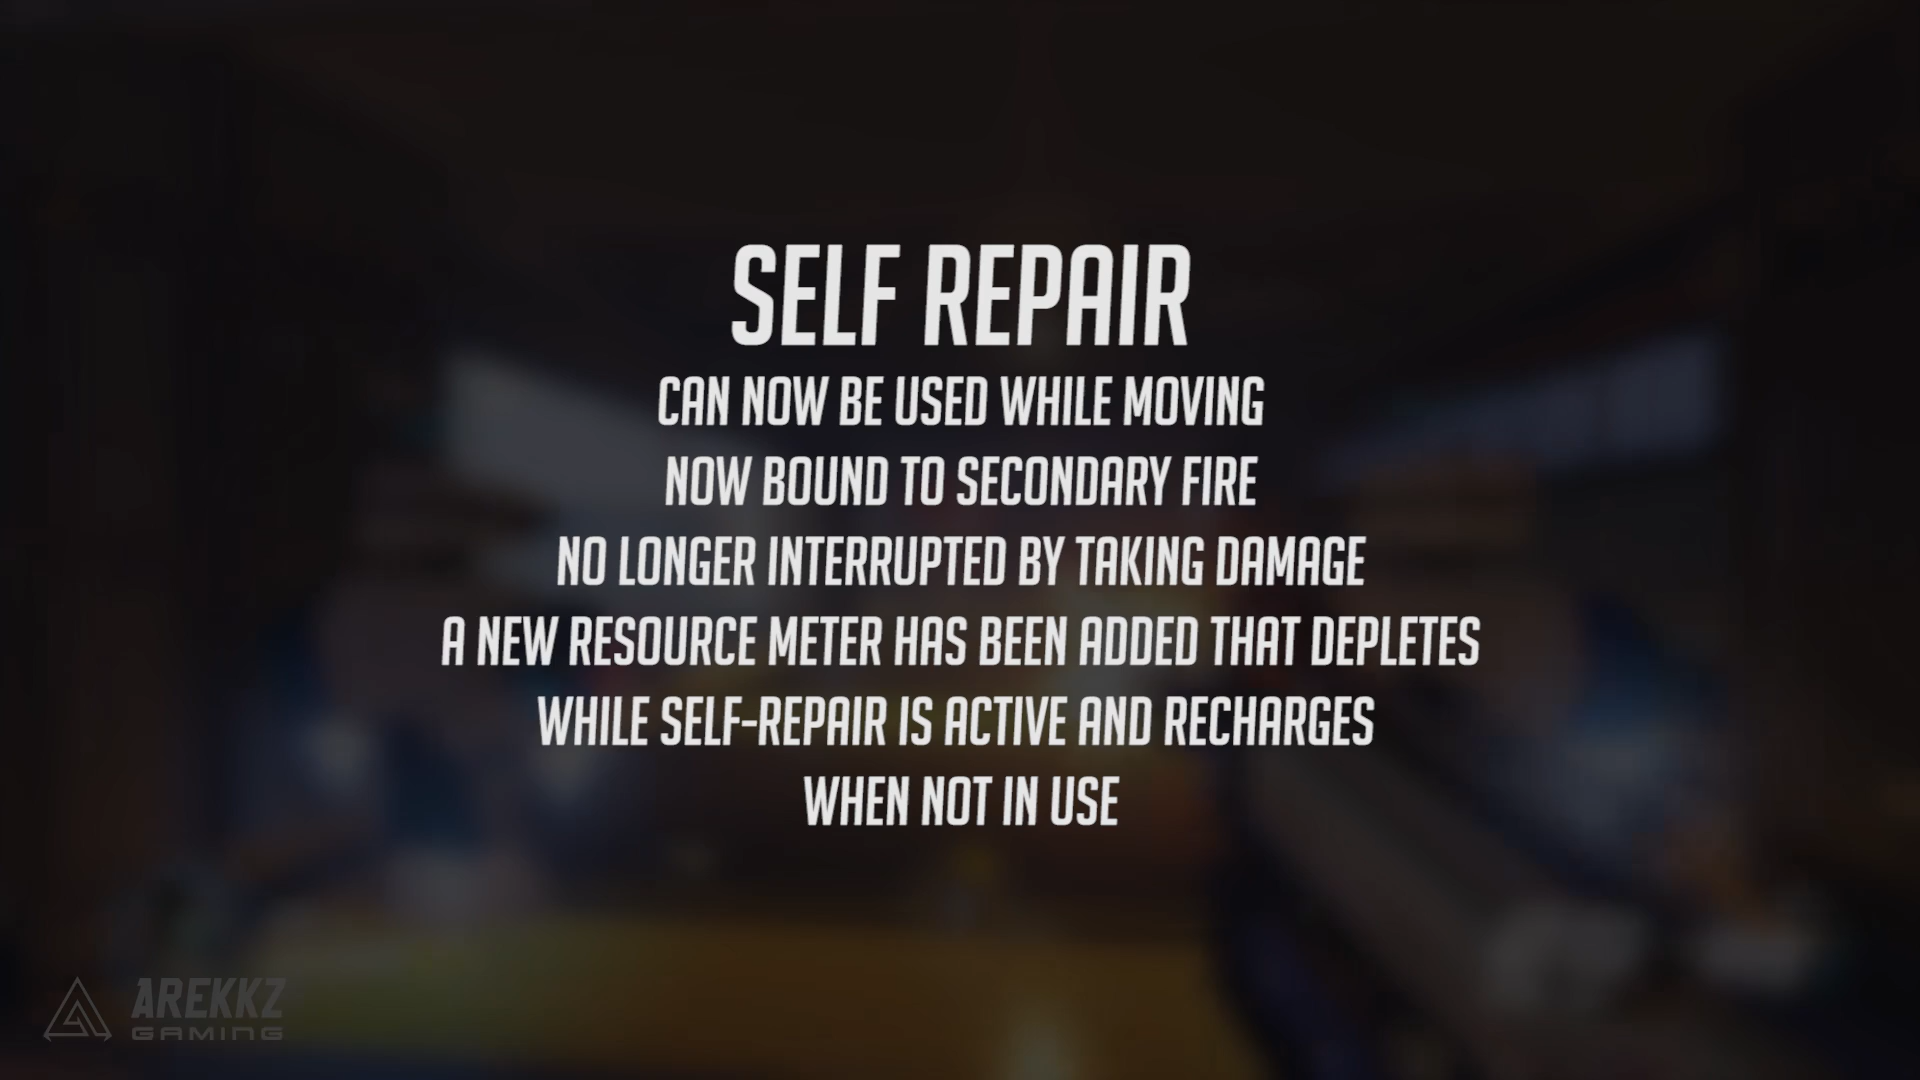 SELF REPAIR
CAN NOW BE USED WHILE MOVING
NOW BOUND TO SECONDARY FIRE
NO LONGER INTERRUPTED BY TAKING DAMAGE
A NEW RESOURCE METER HAS BEEN ADDED THAT DEPLETES
WHILE SELF-REPAIR IS ACTIVE AND RECHARGES
WHEN NOT IN USE
AREKKZ
GAMING